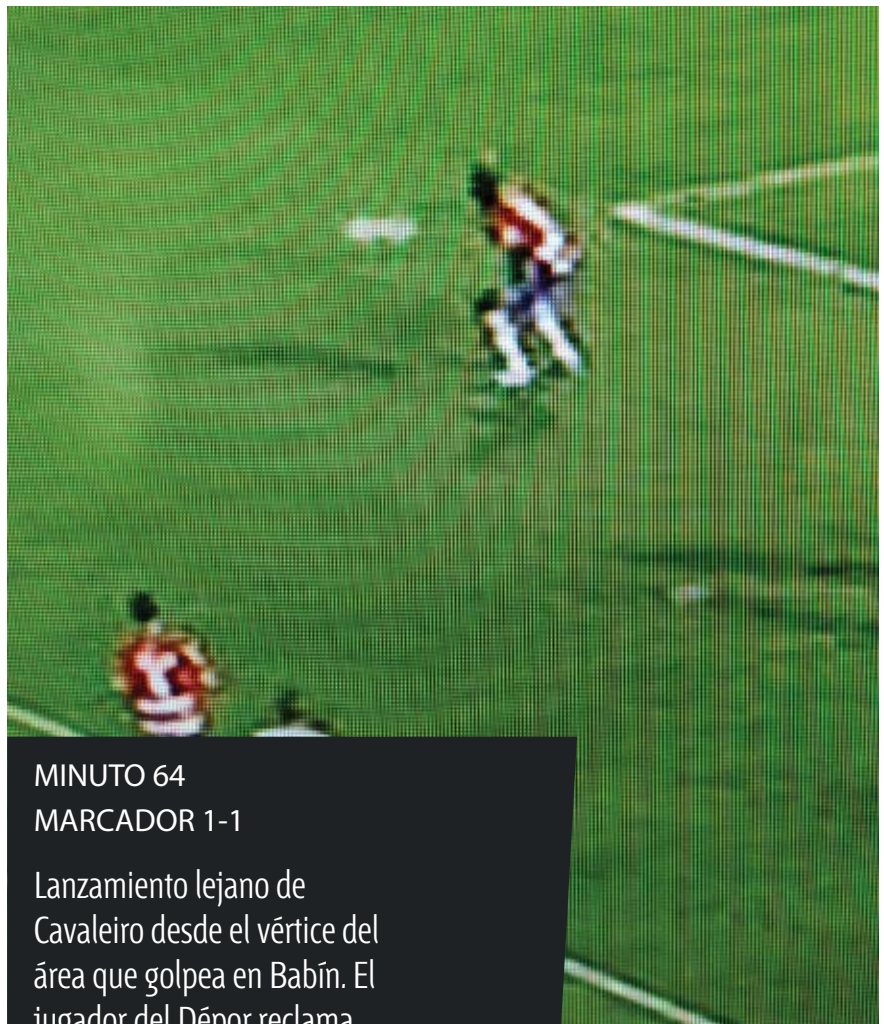 MINUTO 64
MARCADOR 1-1
Lanzamiento lejano de
Cavaleiro desde el vértice del
área que golpea en Babín. El
jugador del Dépor reclama